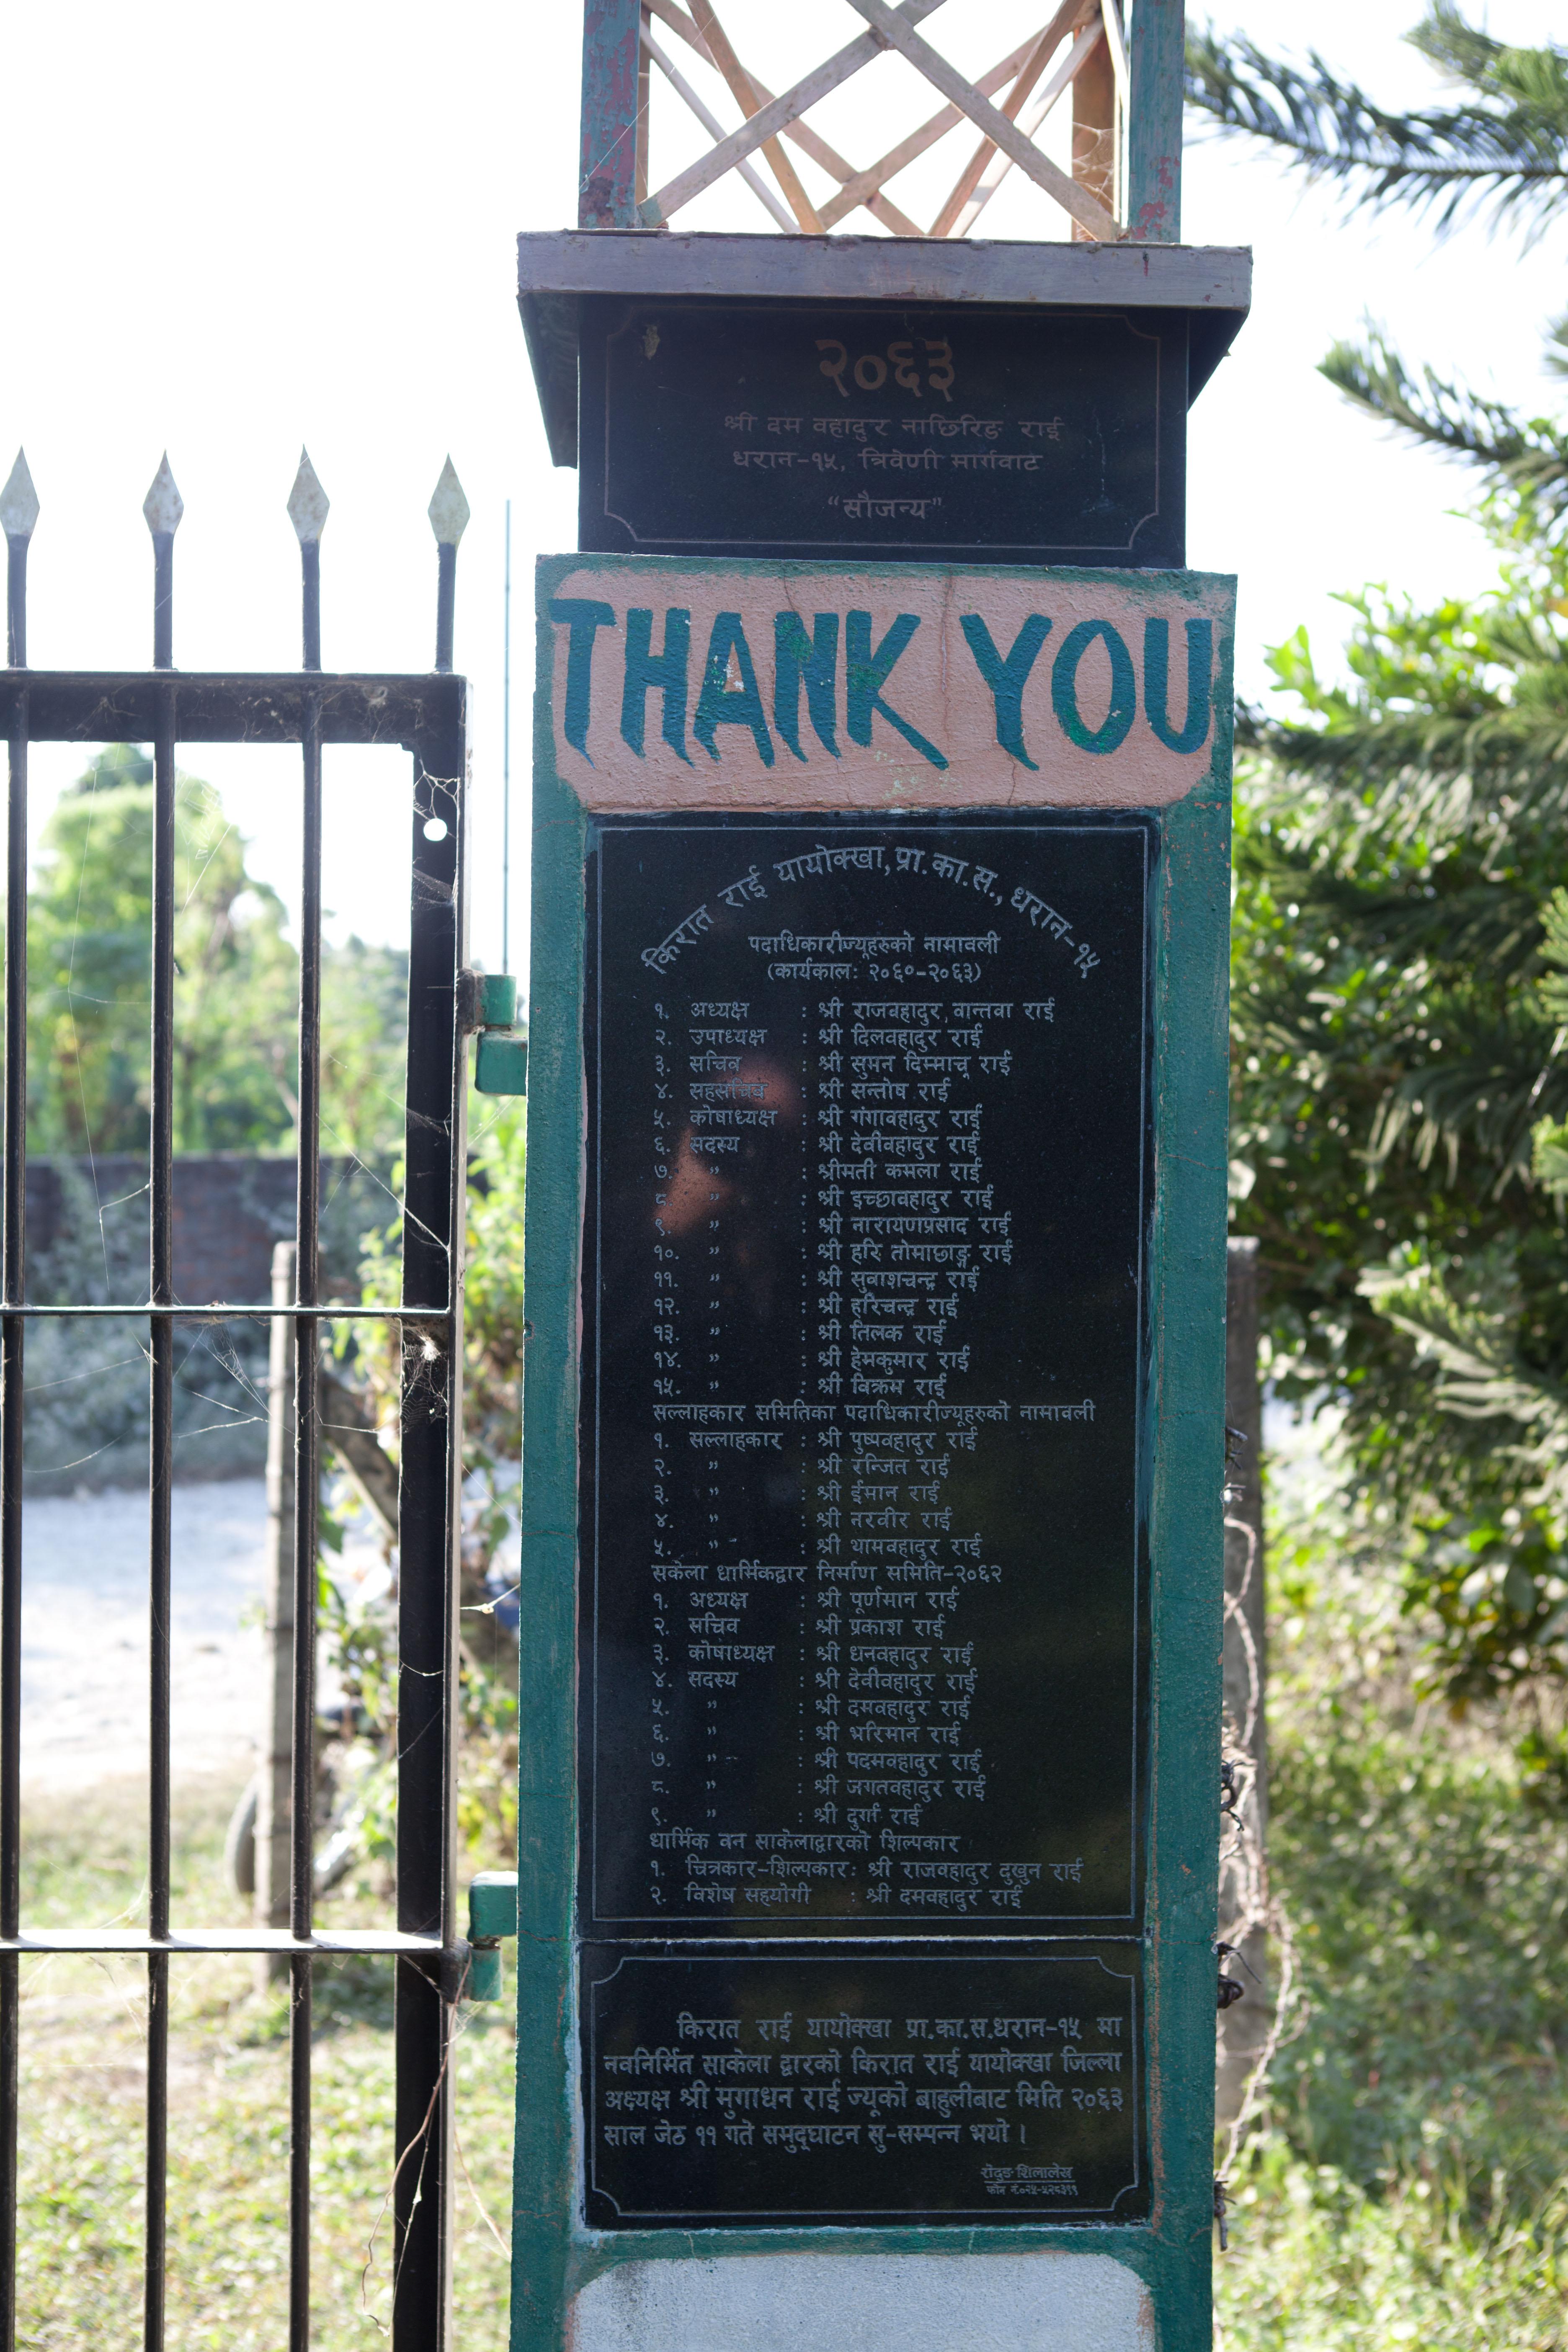 २०६३
श्री दम वहादुर नाछिरिङ राई
धरान-१५, त्रिवेणी मार्गवाट
“सौजन्य”
THANK YOU
किरात राई यायोक्खा, प्रा.का.स., धरान-१५
पदाधिकारीज्यूहरुको नामावली
(कार्यकालः २०६०-२०६३)
१. अध्यक्ष : श्री राजवहादुर वान्तवा राई
२. उपाध्यक्ष : श्री दिलवहादुर राई
३. सचिव : श्री सुमन दिम्माचू राई
४. सहसचिव : श्री सन्तोष राई
५. कोषाध्यक्ष : श्री गंगावहादुर राई
६. सदस्य : श्री देवीवहादुर राई
७. ” : श्रीमती कमला राई
८ ” : श्री इच्छावहादुर राई
९. ” : श्री नारायणप्रसाद राई
१०. ” : श्री हरि तोमाछाङ्ग राई
११. ” : श्री सुवाशचन्द्र राई
१२. ” : श्री हरिचन्द्र राई
१३. ” : श्री तिलक राई
१४. ” : श्री हेमकुमार राई
१५. ” : श्री विक्रम राई
सल्लाहकार समितिका पदाधिकारीज्यूहरुको नामावली
१. सल्लाहकार : श्री पुष्पवहादुर राई
२. ” : श्री रन्जित राई
३. ” : श्री ईमान राई
४. ” : श्री नरवीर राई
५. ” : श्री थामवहादुर राई
सकेला धार्मिकद्वार निर्माण समिति-२०६२
१. अध्यक्ष : श्री पूर्णमान राई
२. सचिव : श्री प्रकाश राई
३. कोषाध्यक्ष : श्री धनवहादुर राई
४. सदस्य : श्री देवीवहादुर राई
५. ” : श्री दमवहादुर राई
६. ” : श्री भरिमान राई
७. ” : श्री पदमवहादुर राई
८. ” : श्री जगतवहादुर राई
९. ” : श्री दुर्गा राई
धार्मिक वन साकेलाद्वारको शिल्पकार
१. चित्रकार-शिल्पकारः श्री राजवहादुर दुखुन राई
२. विशेष सहयोगी : श्री दमवहादुर राई
किरात राई यायोक्खा प्रा.का.स.धरान-१५ मा
नवनिर्मित साकेला द्वारको किरात राई यायोक्खा जिल्ला
अक्ष्यक्ष श्री मुगाधन राई ज्यूको बाहुलीबाट मिति २०६३
साल जेठ ११ गते समुद्घाटन सु-सम्पन्न भयो ।
रोदुङ शिलालेख